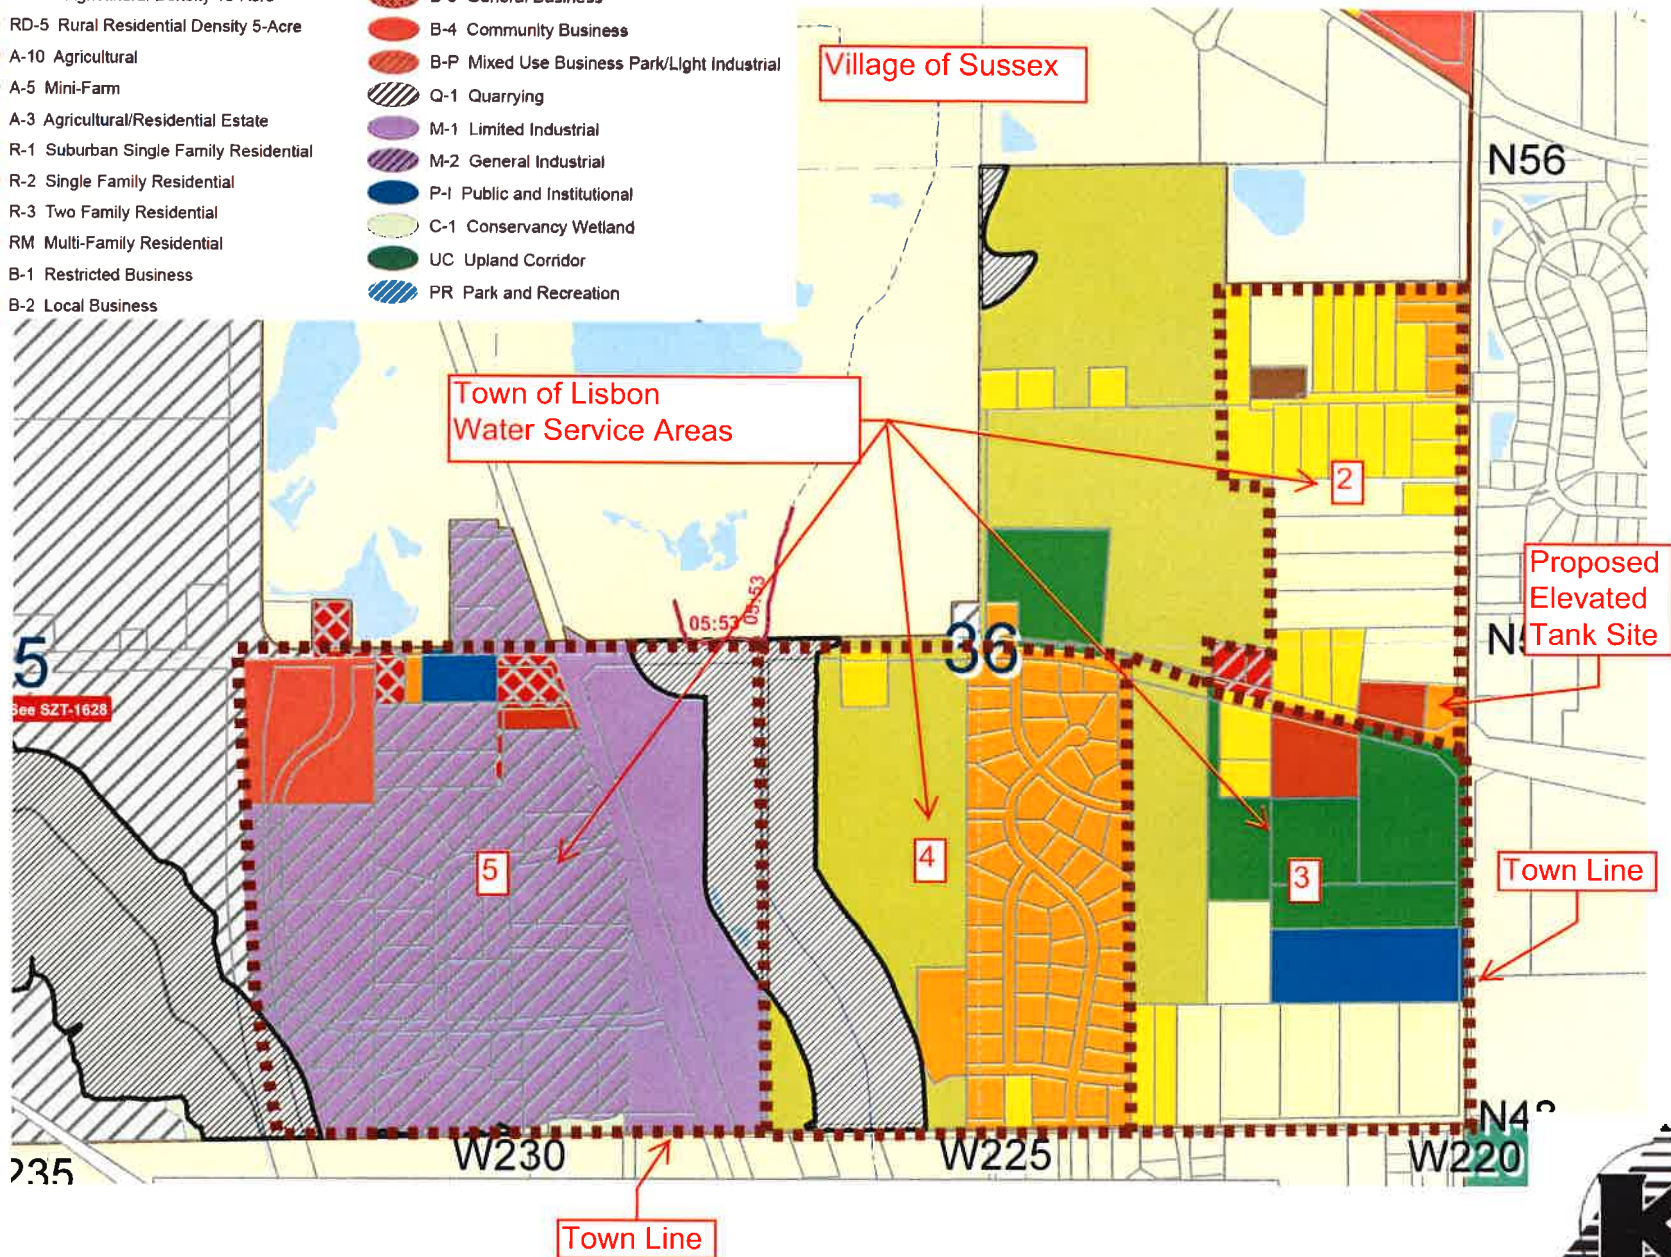 RD-5 Rural Residential Density 5-Acre
A-10 Agricultural
A-5 Mini-Farm
A-3 Agricultural/Residential Estate
R-1 Suburban Single Family Residential
R-2 Single Family Residential
R-3 Two Family Residential
RM Multi-Family Residential
B-1 Restricted Business
B-2 Local Business
B-4 Community Business
B-P Mixed Use Business Park/Light Industrial
Q-1 Quarrying
M-1 Limited Industrial
M-2 General Industrial
P-I Public and Institutional
C-1 Conservancy Wetland
UC Upland Corridor
PR Park and Recreation
Village of Sussex
N56
Town of Lisbon
Water Service Areas
2
Proposed
Elevated
Tank Site
05:53
05:53
36
5
See SZT-1628
5
4
3
Town Line
W230
W225
W220
235
Town Line
K